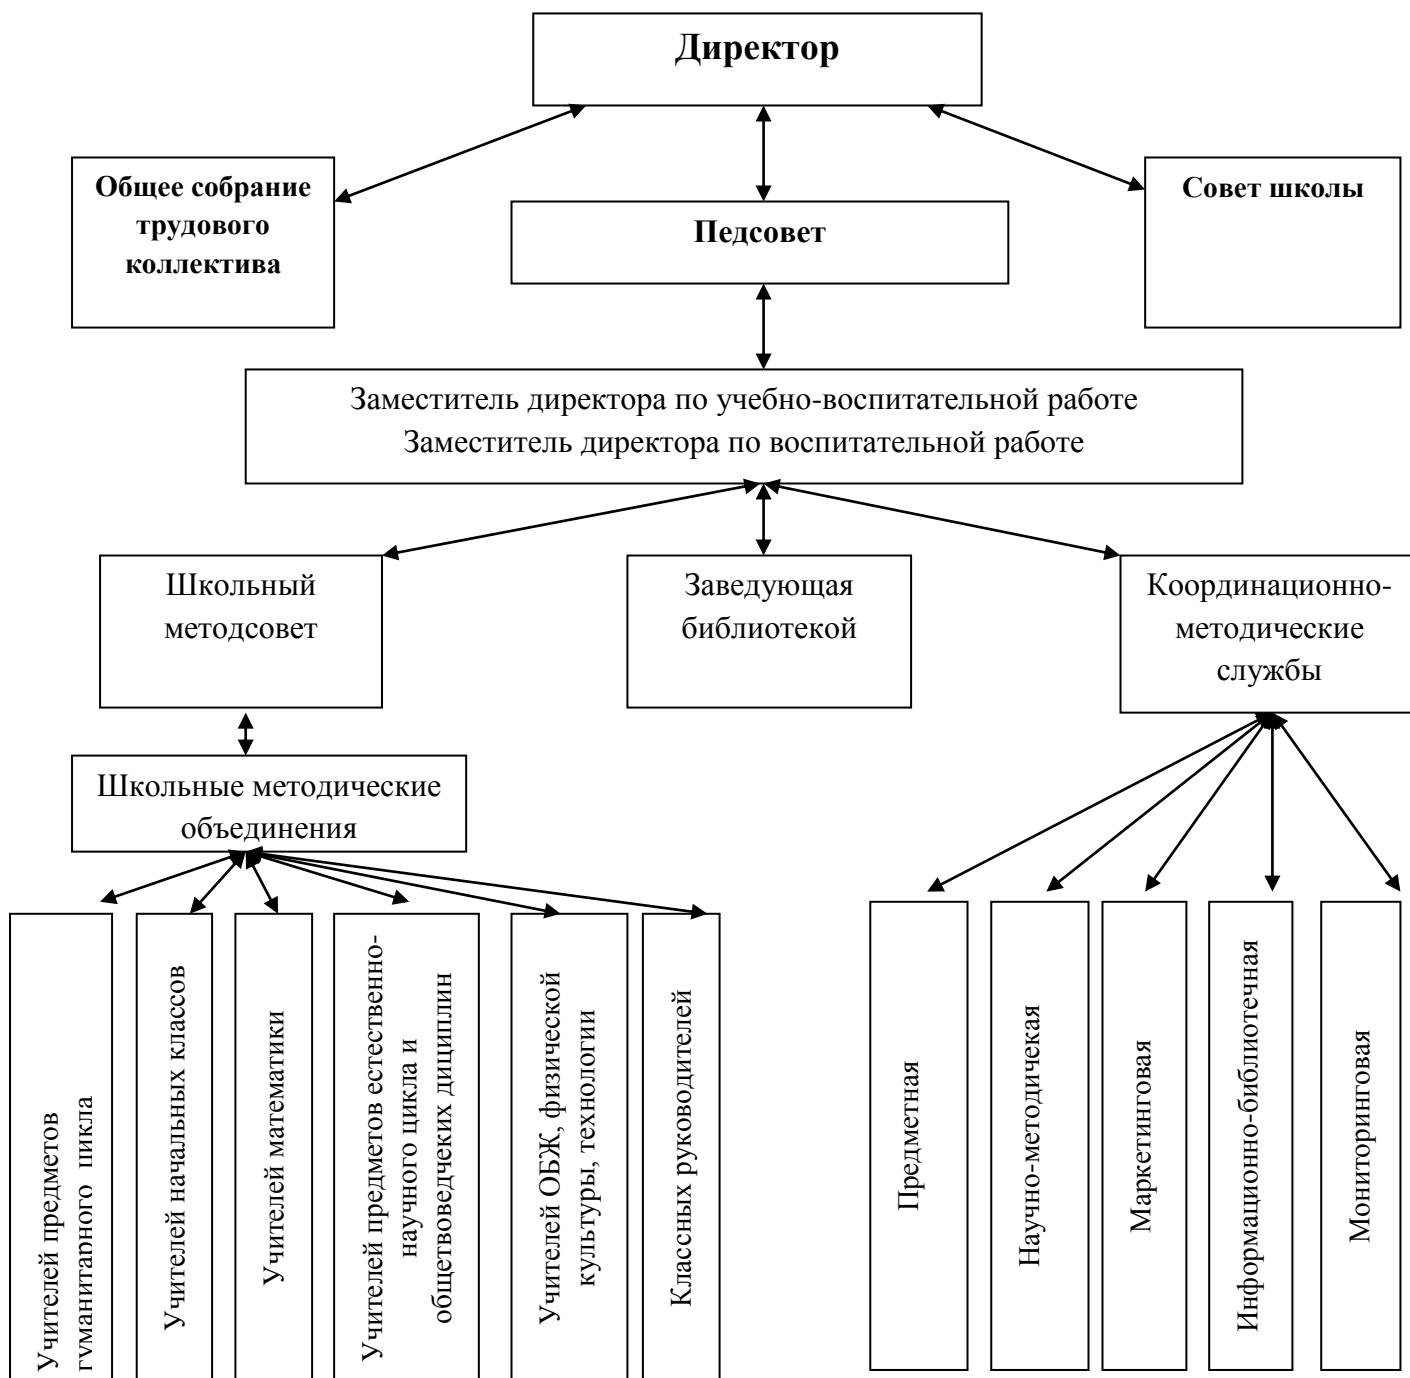 Директор
Общее собрание
трудового
коллектива
Педсовет
Совет школы
Заместитель директора по учебно-воспитательной работе
Заместитель директора по воспитательной работе
Школьный
методсовет
Заведующая
библиотекой
Координационно-
методические
службы
Школьные методические
объединения
Учителей предметов
гуманитарного цикла
Учителей начальных классов
Учителей математики
Учителей предметов естественно-
научного цикла и
общетвоведчеких дициплин
Учителей ОБЖ, физической
культуры, технологии
Классных руководителей
Предметная
Научно-методичекая
Маркетинговая
Информационно-библиотечная
Мониторинговая